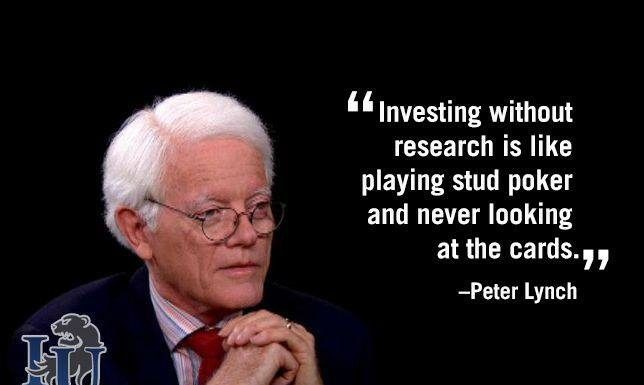 “Investing without
research is like
playing stud poker
and never looking
at the cards.”
–Peter Lynch